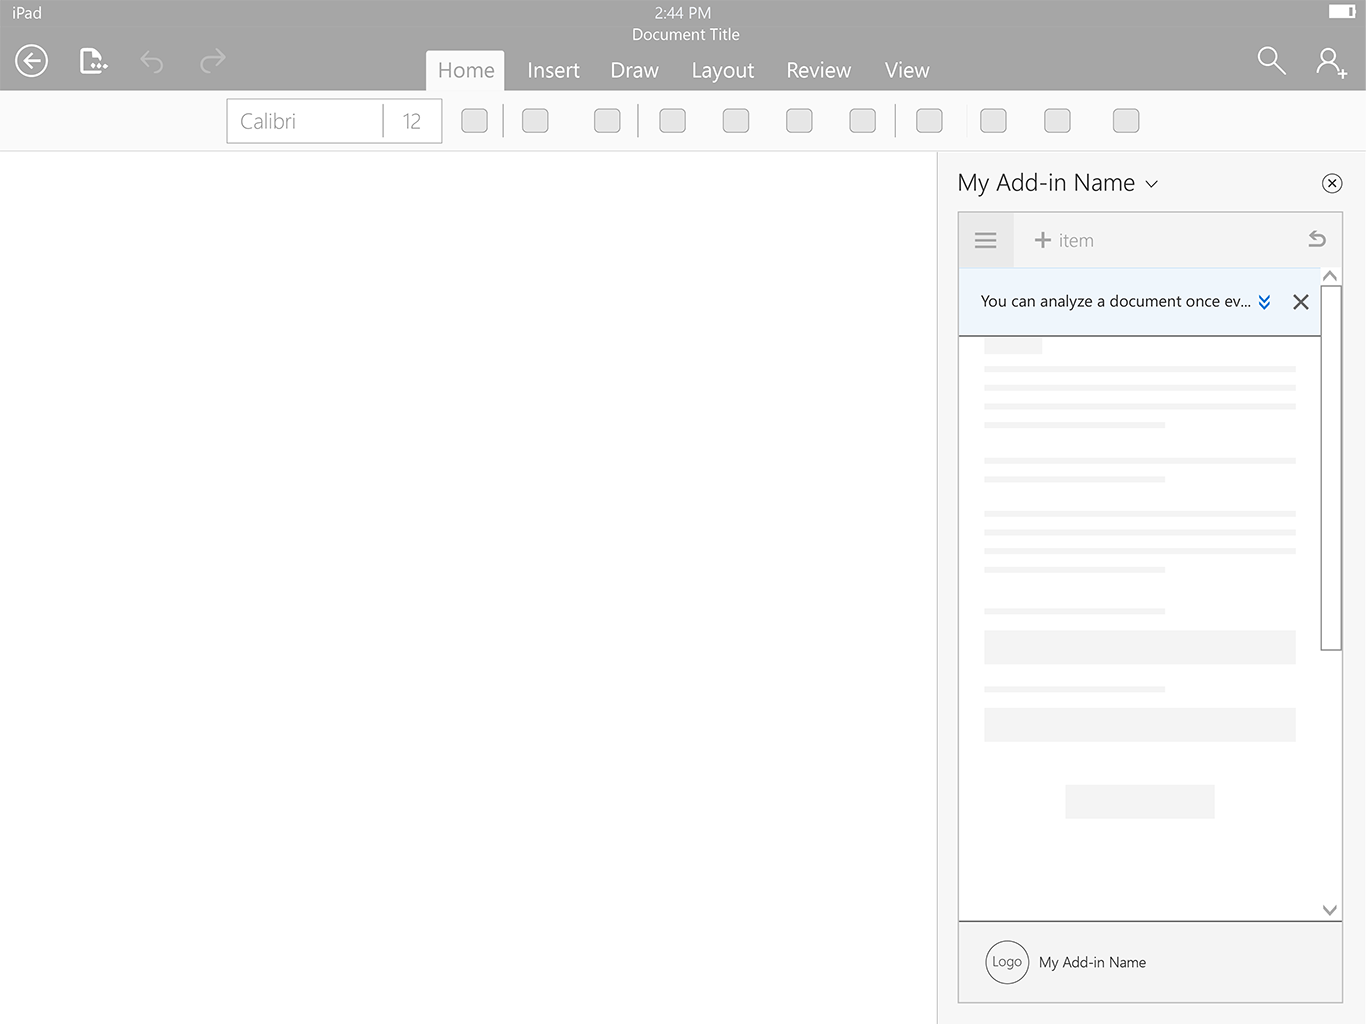 iPad
2:44 PM
Document Title
Home Insert Draw Layout Review View
Calibri 12
My Add-in Name
item
You can analyze a document once ev...
Logo My Add-in Name